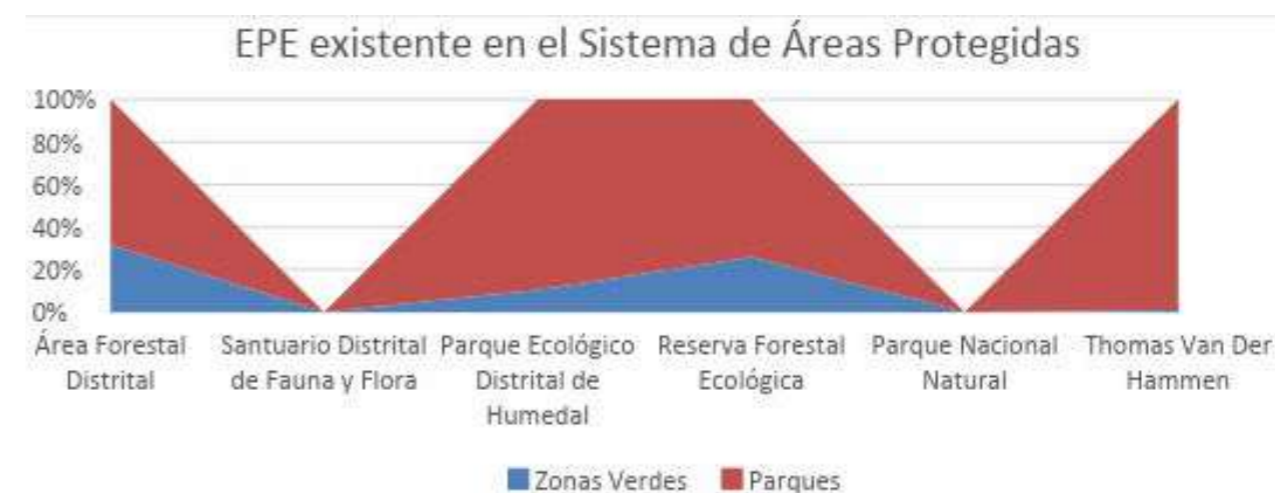 EPE existente en el Sistema de Áreas Protegidas
100%
80%
60%
40%
20%
0%
Área Forestal
Distrital
Santuario Distrital
de Fauna y Flora
Parque Ecológico
Distrital de
Humedal
Reserva Forestal
Ecológica
Parque Nacional
Natural
Thomas Van Der
Hammen
Zonas Verdes
Parques